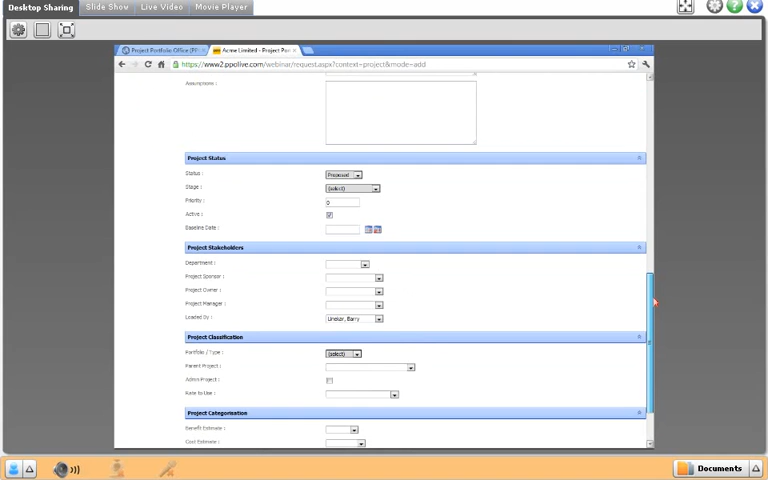 Desktop Sharing
Slide Show
Live Video
Movie Player
Project Portfolio Office (PP
Acme Limited - Project Por
https://www2.ppolive.com/webinar/request.aspx?context=project&mode=add
Assumptions :
Project Status
Status : Proposed
Stage : (select)
Priority : 0
Active :
Baseline Date :
Project Stakeholders
Department :
Project Sponsor :
Project Owner :
Project Manager :
Loaded By : Lineker, Barry
Project Classification
Portfolio / Type : (select)
Parent Project :
Admin Project :
Rate to Use :
Project Categorisation
Benefit Estimate :
Cost Estimate :
Documents